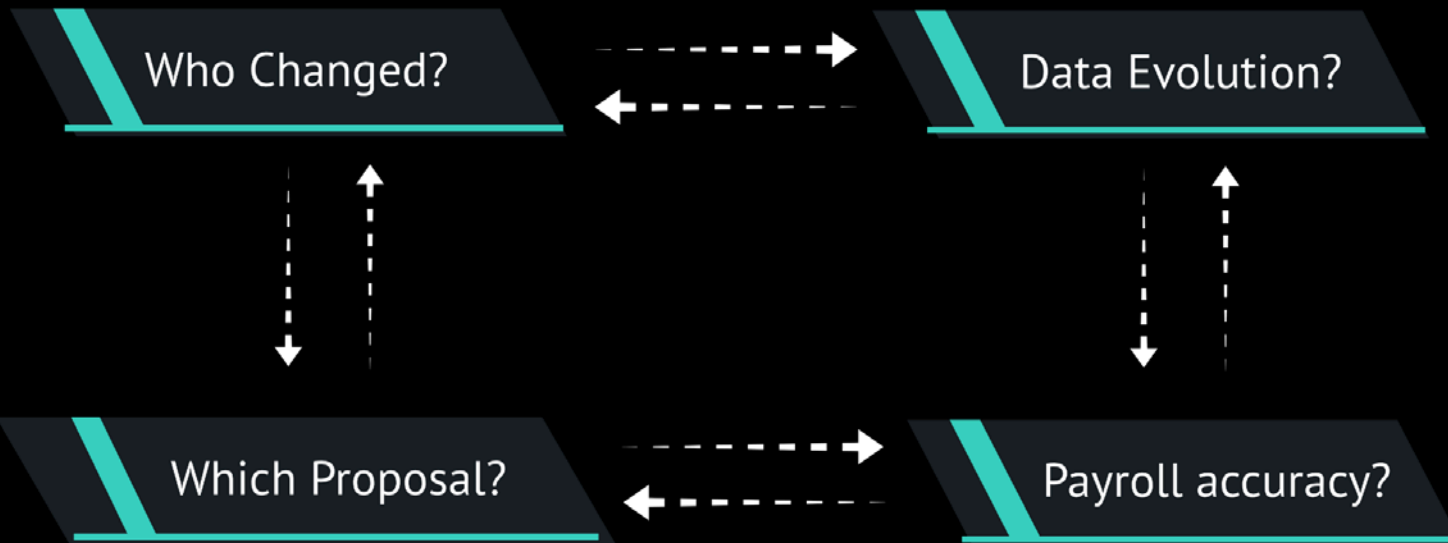 Who Changed?
Data Evolution?
Which Proposal?
Payroll accuracy?